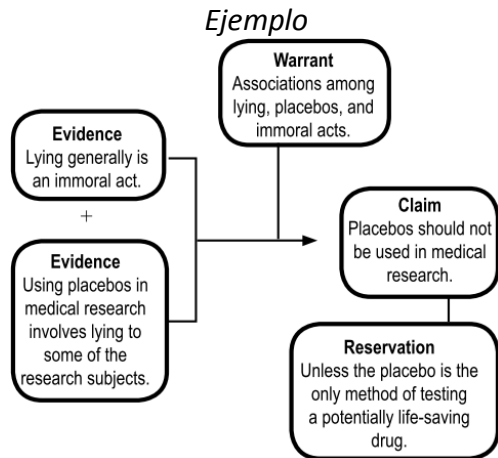 Ejemplo
Warrant
Associations among
lying, placebos, and
immoral acts.
Evidence
Lying generally is
an immoral act.
+
Evidence
Using placebos in
medical research
involves lying to
some of the
research subjects.
Claim
Placebos should not
be used in medical
research.
Reservation
Unless the placebo is the
only method of testing
a potentially life-saving
drug.